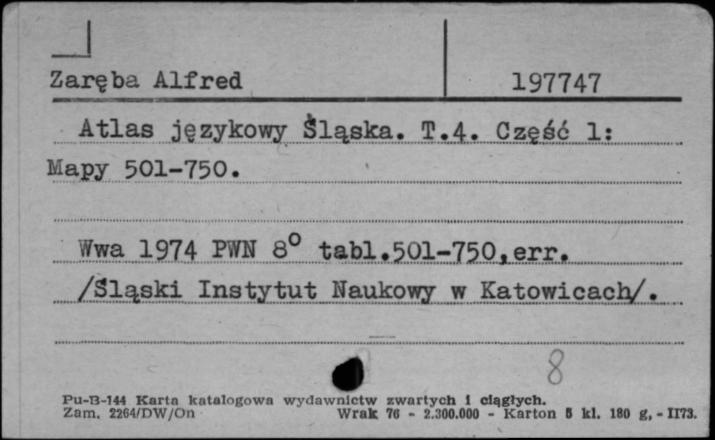 Zaręba Alfred 197747
Atlas językowy Śląska. T.4. Część 1:
Mapy 501-750.
Wwa 1974 PWN 8° tabl.501-750,err.
/Śląski Instytut Naukowy w Katowicach/.
8
Pu-B-144 Karta katalogowa wydawnictw zwartych i ciągłych.
Zam. 2264/DW/On Wrak 76 - 2.300.000 - Karton 5 kl. 180 g, - II73.